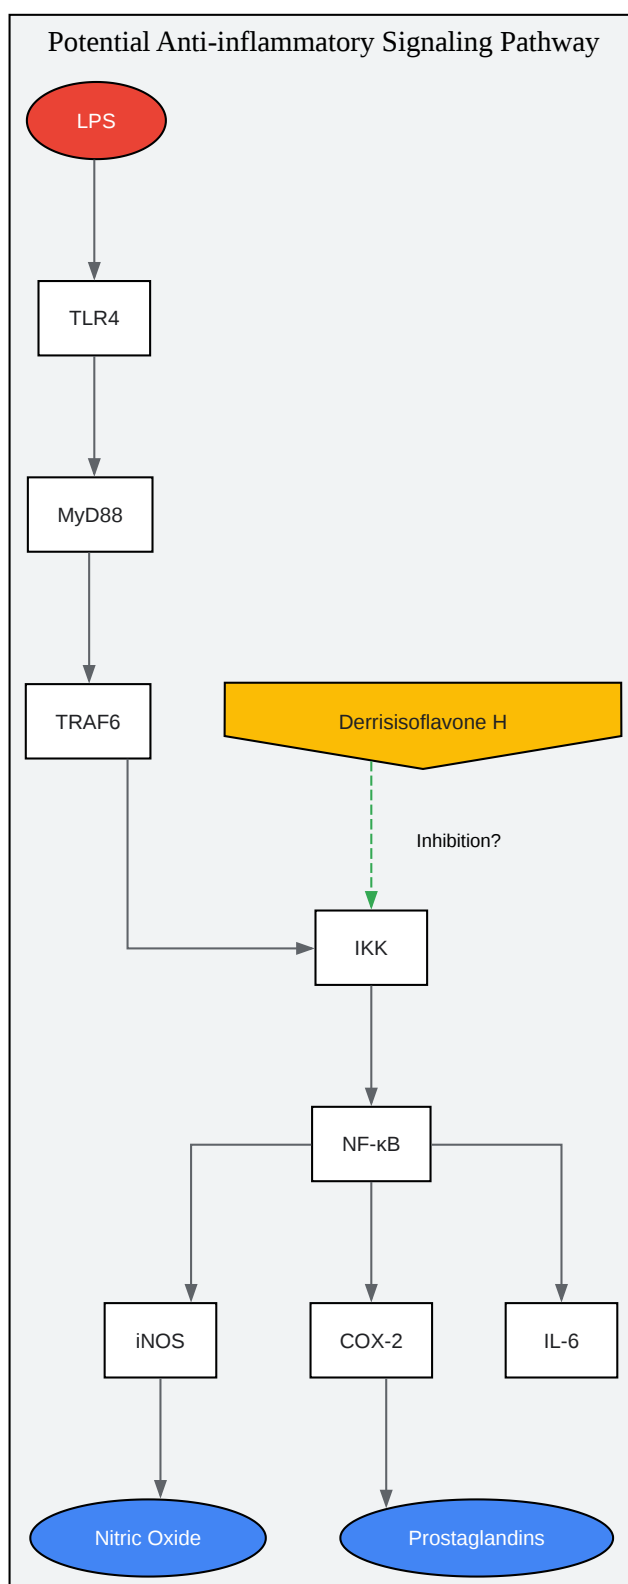 Potential Anti-inflammatory Signaling Pathway
LPS
TLR4
MyD88
TRAF6
Derrisisoflavone H
Inhibition?
IKK
NF-κB
iNOS
COX-2
IL-6
Nitric Oxide
Prostaglandins